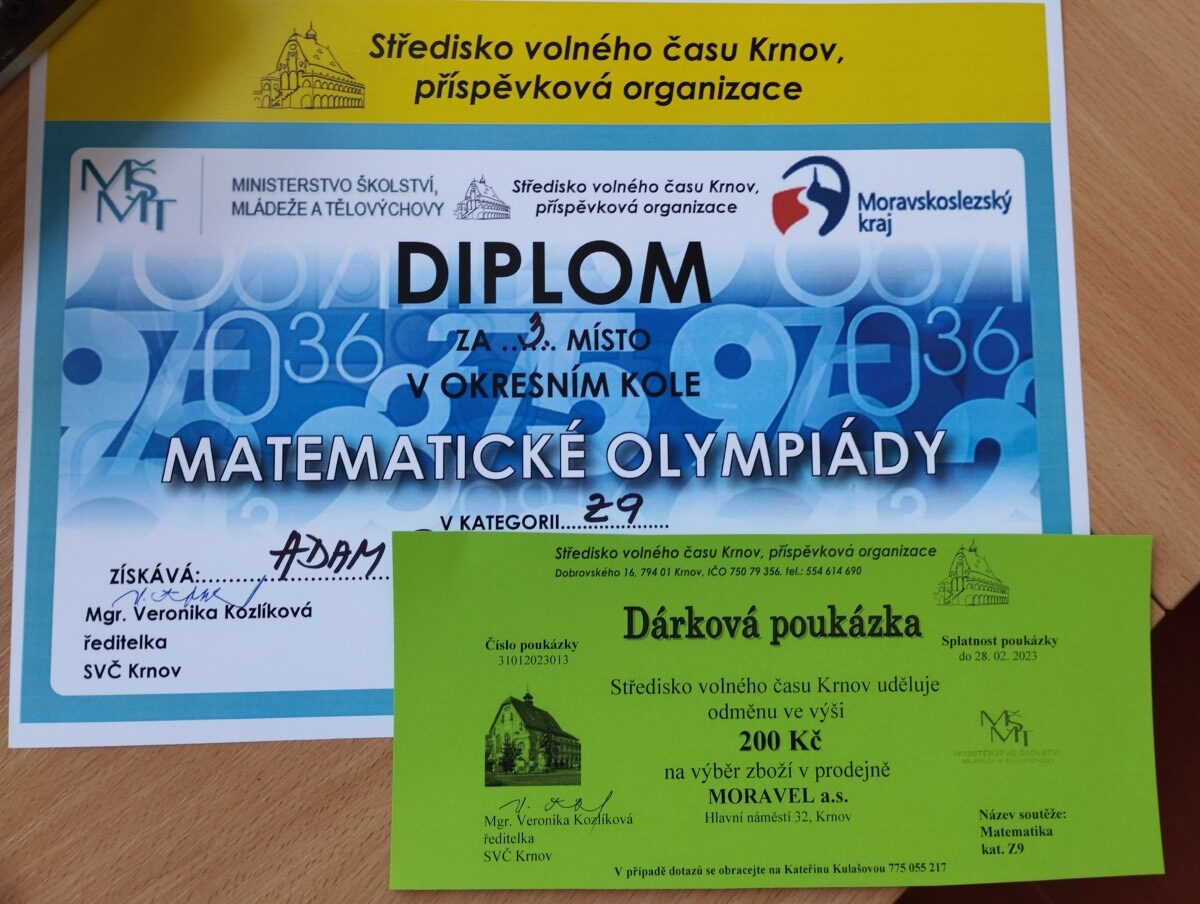 Středisko volného času Krnov,
příspěvková organizace
MŠMT
MINISTERSTVO ŠKOLSTVÍ,
MLÁDEŽE A TĚLOVÝCHOVY
Středisko volného času Krnov,
příspěvková organizace
Moravskoslezský
kraj
DIPLOM
ZA ..3.. MÍSTO
V OKRESNÍM KOLE
MATEMATICKÉ OLYMPIÁDY
V KATEGORII......Z9......
ZÍSKÁVÁ:......ADAM
Mgr. Veronika Kozlíková
ředitelka
SVČ Krnov
Středisko volného času Krnov, příspěvková organizace
Dobrovského 16, 794 01 Krnov, IČO 750 79 356, tel.: 554 614 690
Dárková poukázka
Číslo poukázky
31012023013
Splatnost poukázky
do 28. 02. 2023
Středisko volného času Krnov uděluje
odměnu ve výši
200 Kč
na výběr zboží v prodejně
MORAVEL a.s.
Hlavní náměstí 32, Krnov
MŠMT
MINISTERSTVO ŠKOLSTVÍ
MLÁDEŽE A TĚLOVÝCHOVY
Mgr. Veronika Kozlíková
ředitelka
SVČ Krnov
Název soutěže:
Matematika
kat. Z9
V případě dotazů se obracejte na Kateřinu Kulašovou 775 055 217